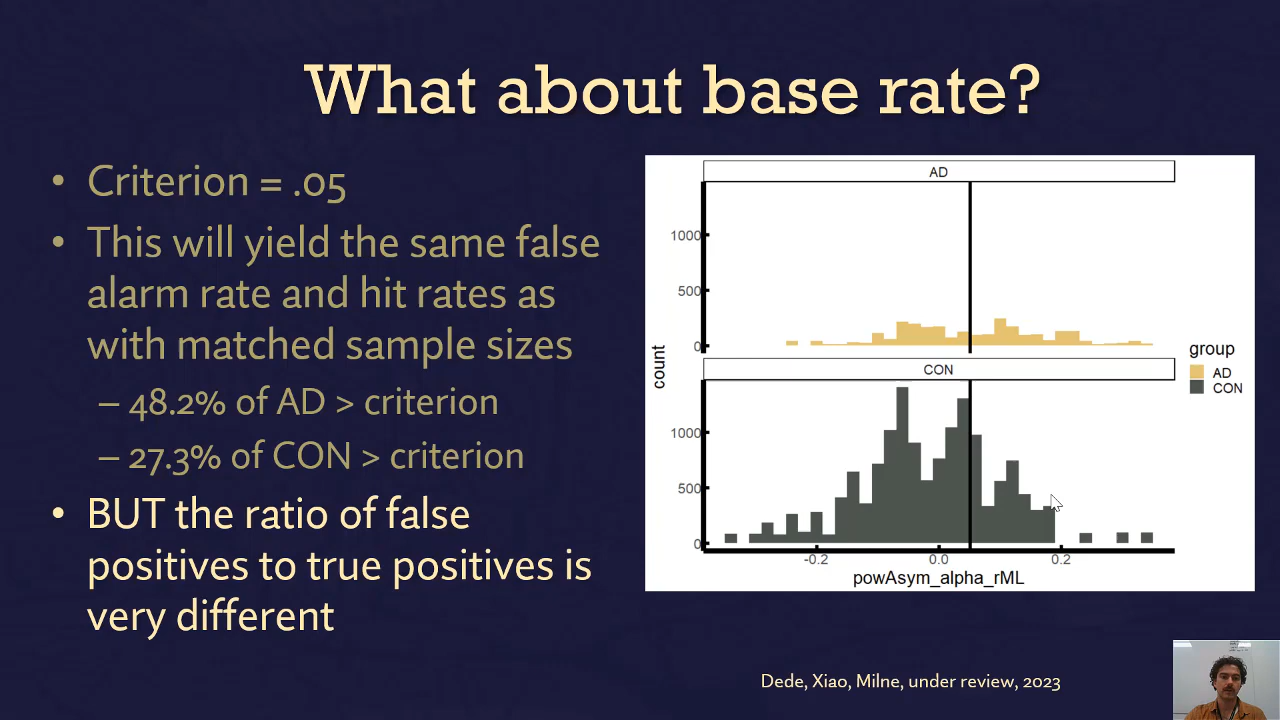 What about base rate?
• Criterion = .05
• This will yield the same false
alarm rate and hit rates as
with matched sample sizes
– 48.2% of AD > criterion
– 27.3% of CON > criterion
• BUT the ratio of false
positives to true positives is
very different
AD
1000
500
0
CON
1000
500
0
count
-0.2 0.0 0.2
powAsym_alpha_rML
group
AD
CON
Dede, Xiao, Milne, under review, 2023